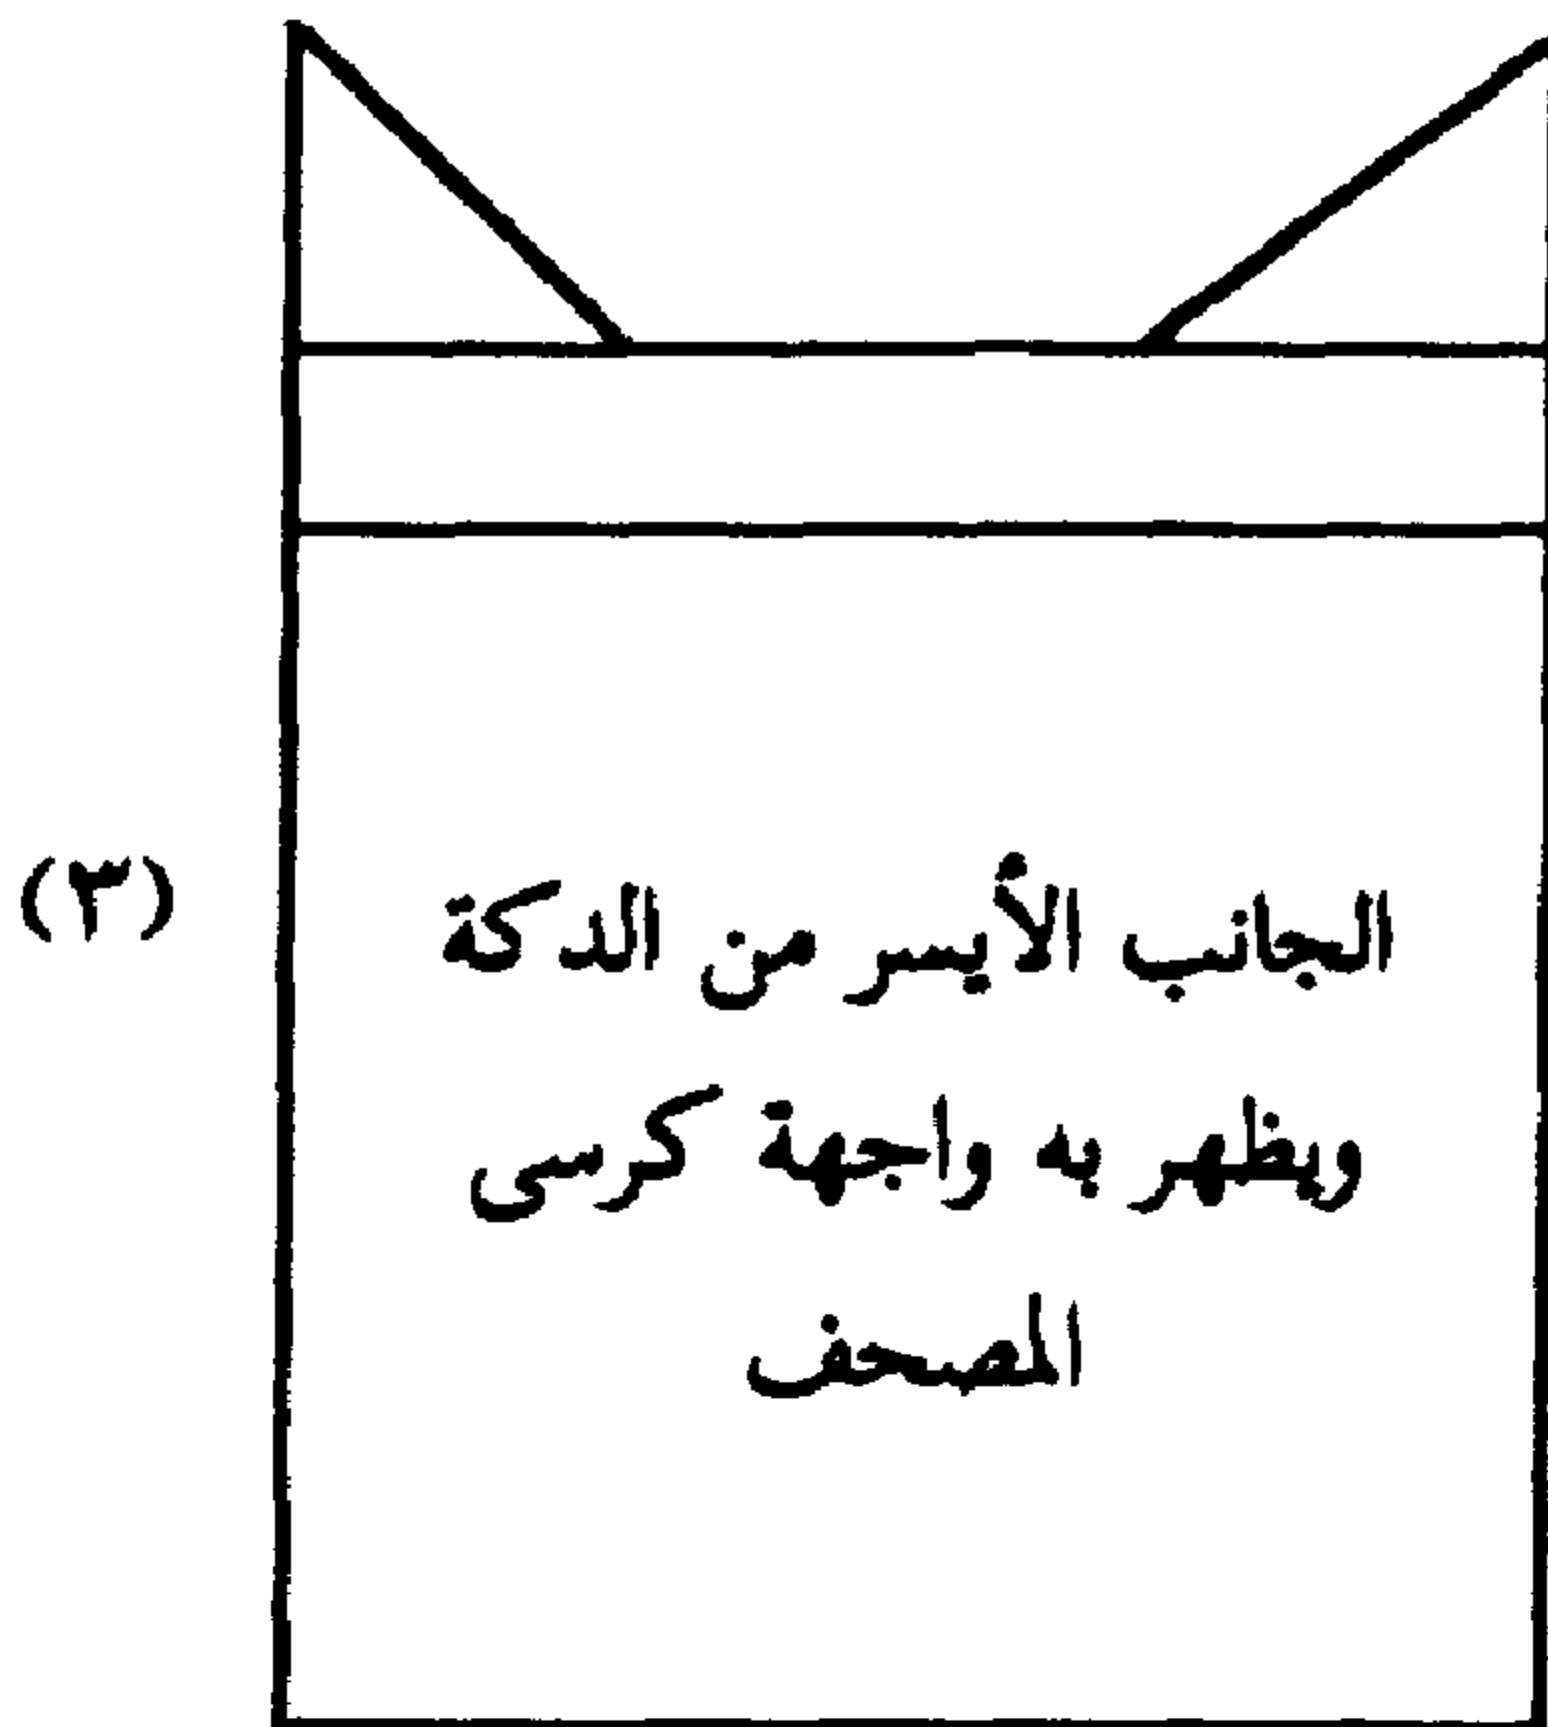 الجانب الأيسر من الدكة
(٣)
ويظهر به واجهة كرسى
المصحف